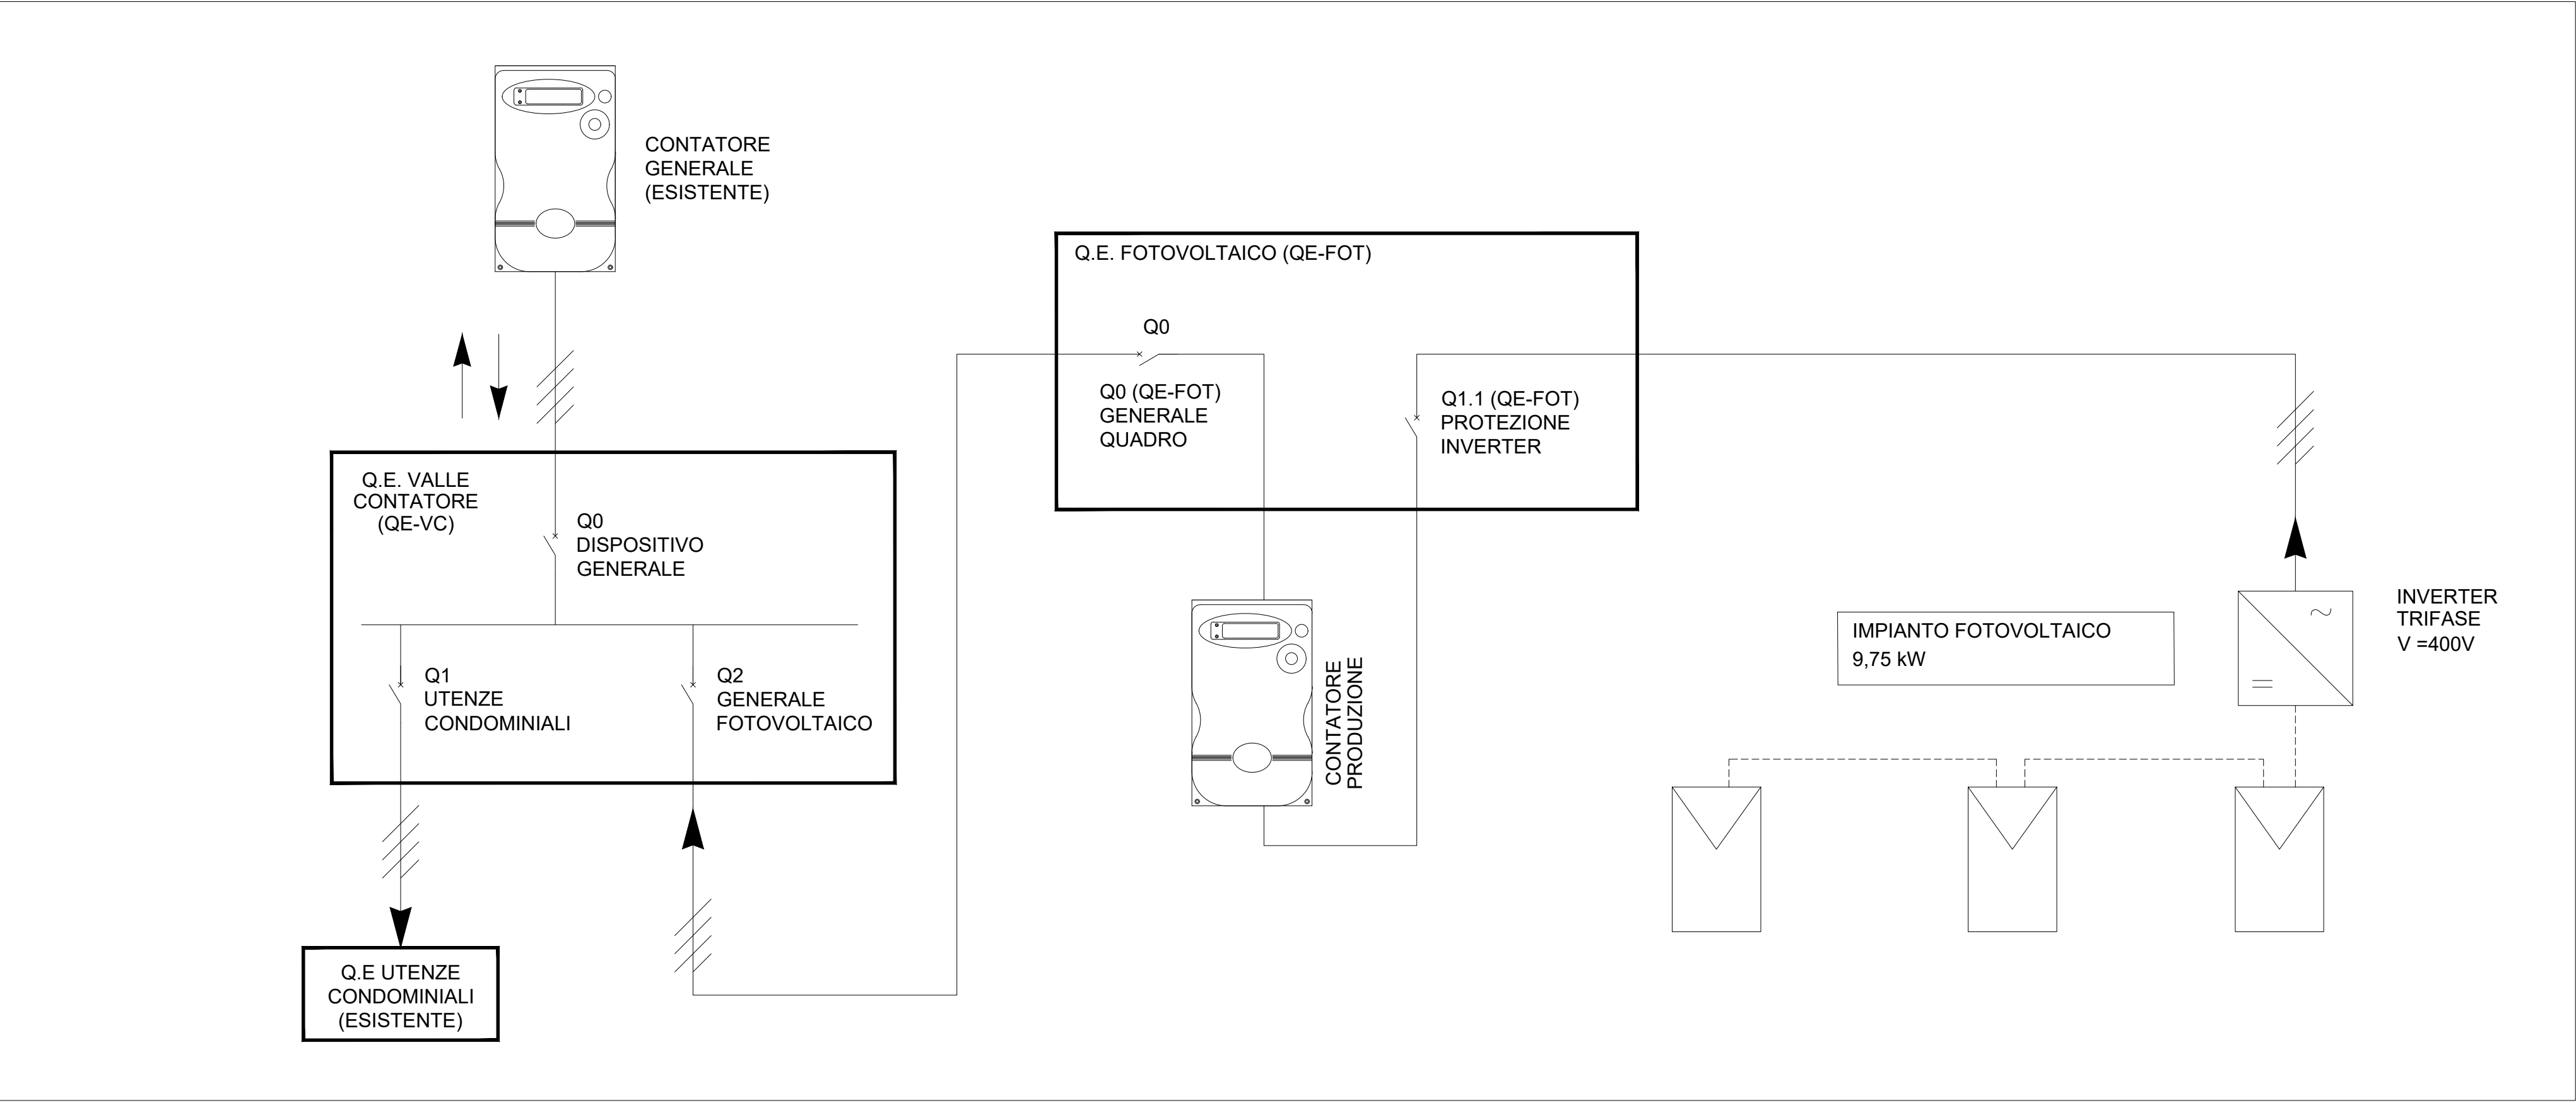 CONTATORE
GENERALE
(ESISTENTE)
Q.E. FOTOVOLTAICO (QE-FOT)
Q0
Q0 (QE-FOT)
GENERALE
QUADRO
Q1.1 (QE-FOT)
PROTEZIONE
INVERTER
Q.E. VALLE
CONTATORE
(QE-VC)
Q0
DISPOSITIVO
GENERALE
Q1
UTENZE
CONDOMINIALI
Q2
GENERALE
FOTOVOLTAICO
CONTATORE
PRODUZIONE
IMPIANTO FOTOVOLTAICO
9,75 kW
INVERTER
TRIFASE
V =400V
Q.E UTENZE
CONDOMINIALI
(ESISTENTE)